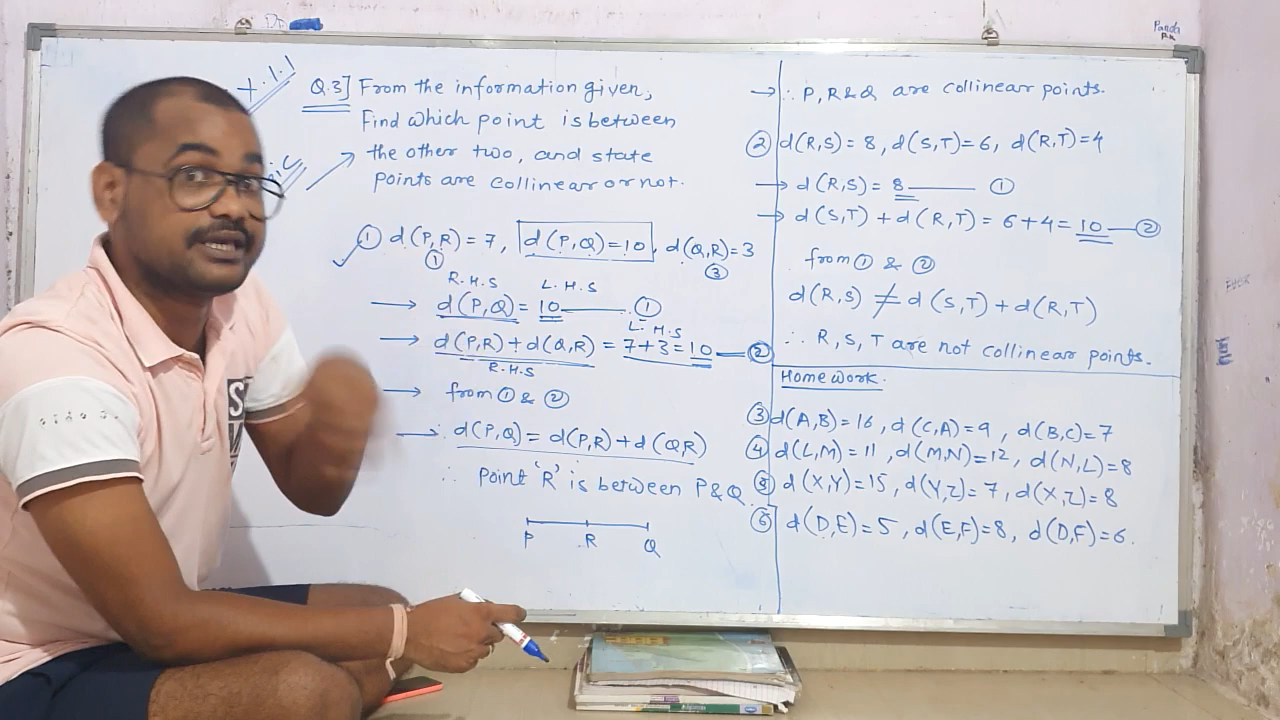 Q.3] From the information given,
Find which point is between
the other two, and state
points are collinear or not.
① d(P,R) = 7, d(P,Q) = 10, d(Q,R) = 3
① ③
R.H.S L.H.S
→ d(P,Q) = 10 ——— ①
L.H.S
→ d(P,R) + d(Q,R) = 7+3 = 10 — ②
R.H.S
→ from ① & ②
→ ∴ d(P,Q) = d(P,R) + d(Q,R)
∴ Point 'R' is between P & Q
P R Q
→ ∴ P, R & Q are collinear points.
② d(R,S) = 8, d(S,T) = 6, d(R,T) = 4
→ d(R,S) = 8 ——— ①
→ d(S,T) + d(R,T) = 6+4 = 10 — ②
from ① & ②
d(R,S) ≠ d(S,T) + d(R,T)
∴ R, S, T are not collinear points.
Homework.
③ d(A,B) = 16, d(C,A) = 9, d(B,C) = 7
④ d(L,M) = 11, d(M,N) = 12, d(N,L) = 8
⑤ d(X,Y) = 15, d(Y,Z) = 7, d(X,Z) = 8
⑥ d(D,E) = 5, d(E,F) = 8, d(D,F) = 6.